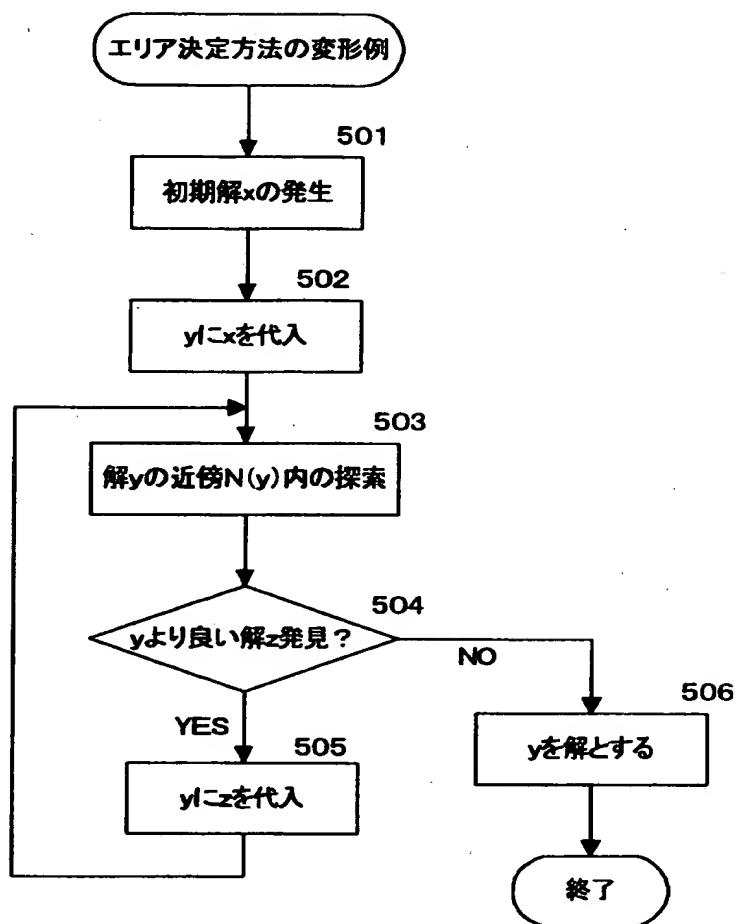 エリア決定方法の変形例
501
初期解xの発生
502
yにxを代入
503
解yの近傍N(y)内の探索
504
yより良い解z発見？
NO
YES
505
yにzを代入
506
yを解とする
終了